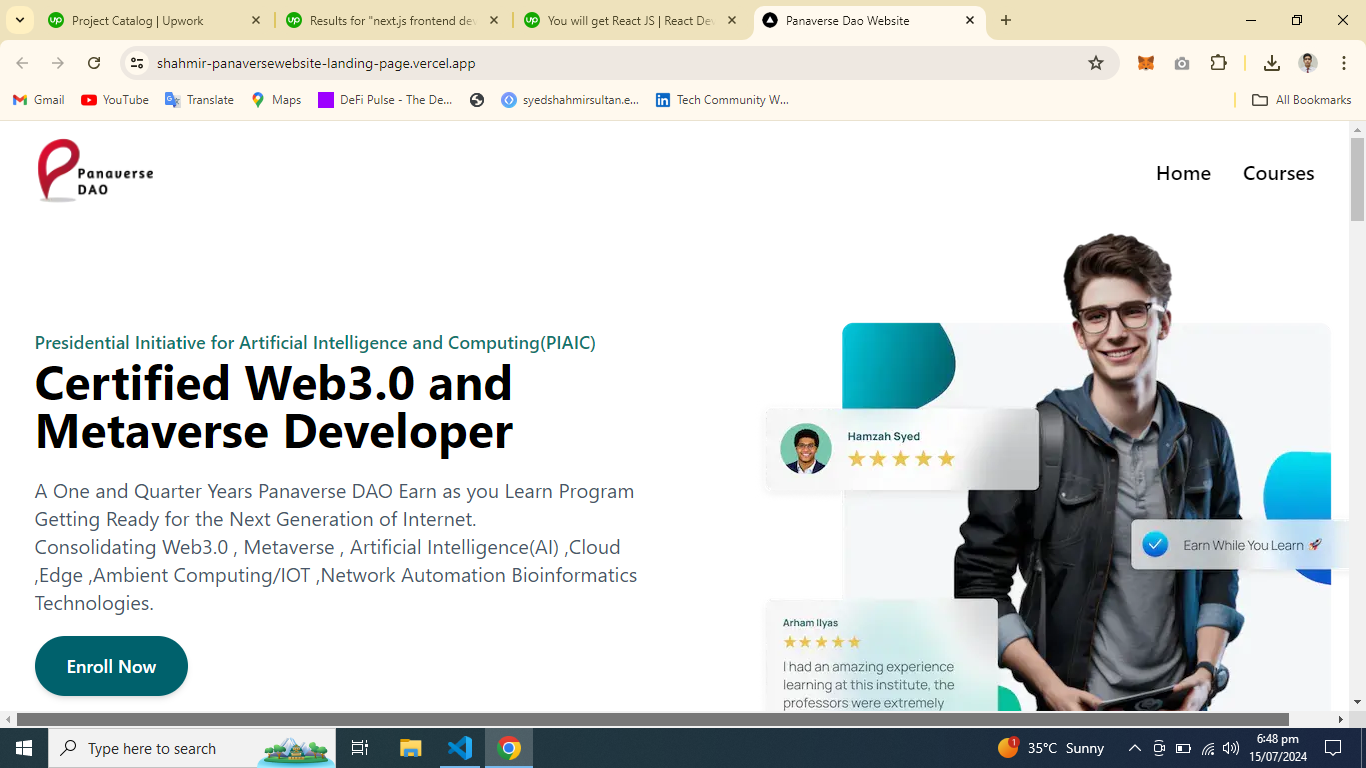 Project Catalog | Upwork
Results for "next.js frontend dev
You will get React JS | React Dev
Panaverse Dao Website
shahmir-panaversewebsite-landing-page.vercel.app
Gmail
YouTube
Translate
Maps
DeFi Pulse - The De...
syedshahmirsultan.e...
Tech Community W...
All Bookmarks
Panaverse
DAO
Home
Courses
Presidential Initiative for Artificial Intelligence and Computing(PIAIC)
Certified Web3.0 and
Metaverse Developer
A One and Quarter Years Panaverse DAO Earn as you Learn Program
Getting Ready for the Next Generation of Internet.
Consolidating Web3.0 , Metaverse , Artificial Intelligence(AI) ,Cloud
,Edge ,Ambient Computing/IOT ,Network Automation Bioinformatics
Technologies.
Enroll Now
Hamzah Syed
Earn While You Learn 🚀
Arham Ilyas
I had an amazing experience
learning at this institute, the
professors were extremely
Type here to search
1
35°C Sunny
6:48 pm
15/07/2024